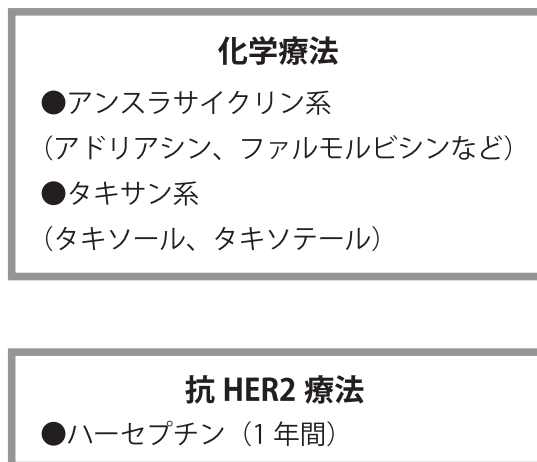 化学療法
●アンスラサイクリン系
（アドリアシン、ファルモルビシンなど）
●タキサン系
（タキソール、タキソテール）
抗 HER2 療法
●ハーセプチン（1 年間）